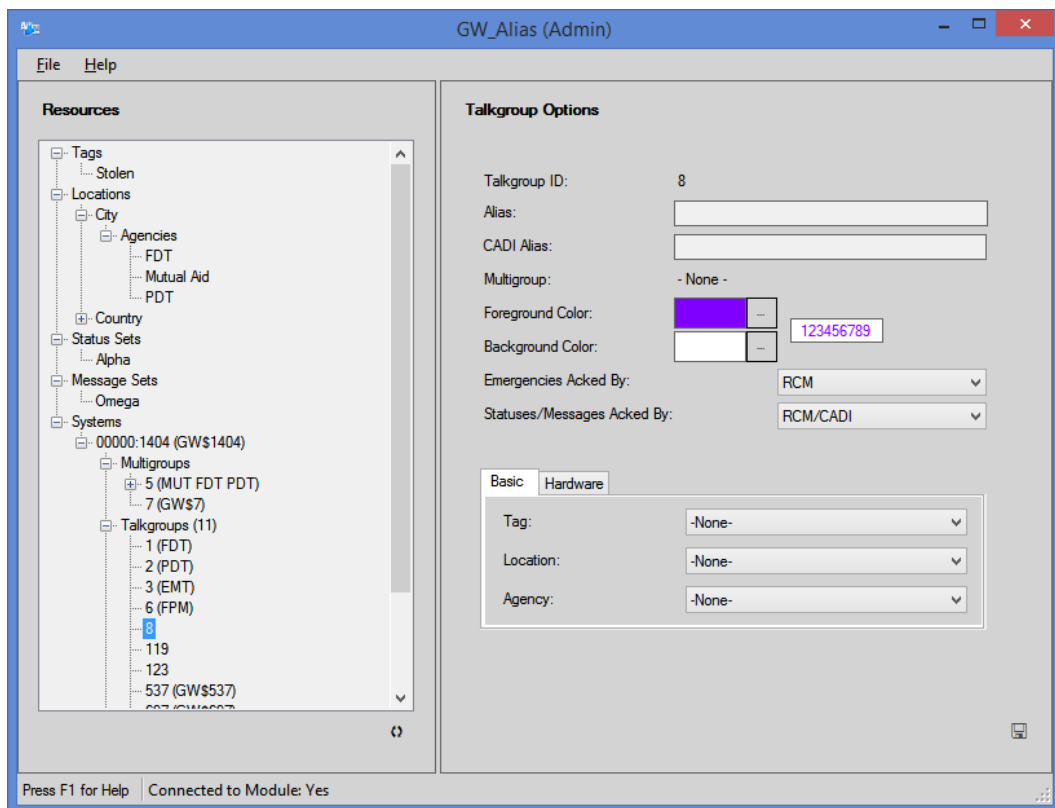 GW_Alias (Admin)
File Help
Resources
Tags
Stolen
Locations
City
Agencies
FDT
Mutual Aid
PDT
Country
Status Sets
Alpha
Message Sets
Omega
Systems
00000:1404 (GW$1404)
Multigroups
5 (MUT FDT PDT)
7 (GW$7)
Talkgroups (11)
1 (FDT)
2 (PDT)
3 (EMT)
6 (FPM)
8
119
123
537 (GW$537)
Talkgroup Options
Talkgroup ID: 8
Alias:
CADI Alias:
Multigroup: - None -
Foreground Color: ...
123456789
Background Color: ...
Emergencies Acked By: RCM
Statuses/Messages Acked By: RCM/CADI
Basic Hardware
Tag: -None-
Location: -None-
Agency: -None-
Press F1 for Help Connected to Module: Yes